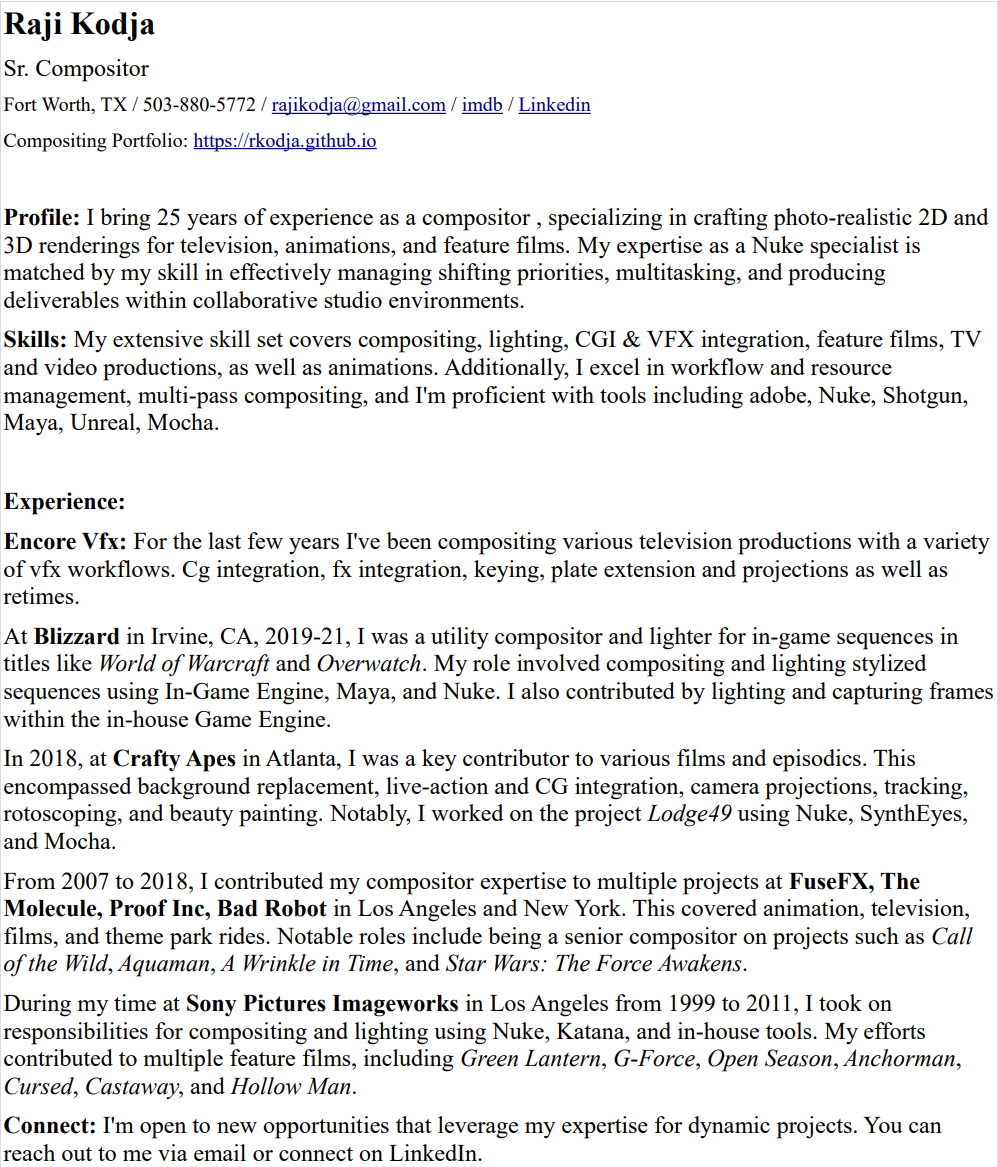 Raji Kodja
Sr. Compositor
Fort Worth, TX / 503-880-5772 / rajikodja@gmail.com / imdb / Linkedin
Compositing Portfolio: https://rkodja.github.io
Profile: I bring 25 years of experience as a compositor , specializing in crafting photo-realistic 2D and
3D renderings for television, animations, and feature films. My expertise as a Nuke specialist is
matched by my skill in effectively managing shifting priorities, multitasking, and producing
deliverables within collaborative studio environments.
Skills: My extensive skill set covers compositing, lighting, CGI & VFX integration, feature films, TV
and video productions, as well as animations. Additionally, I excel in workflow and resource
management, multi-pass compositing, and I'm proficient with tools including adobe, Nuke, Shotgun,
Maya, Unreal, Mocha.
Experience:
Encore Vfx: For the last few years I've been compositing various television productions with a variety
of vfx workflows. Cg integration, fx integration, keying, plate extension and projections as well as
retimes.
At Blizzard in Irvine, CA, 2019-21, I was a utility compositor and lighter for in-game sequences in
titles like World of Warcraft and Overwatch. My role involved compositing and lighting stylized
sequences using In-Game Engine, Maya, and Nuke. I also contributed by lighting and capturing frames
within the in-house Game Engine.
In 2018, at Crafty Apes in Atlanta, I was a key contributor to various films and episodics. This
encompassed background replacement, live-action and CG integration, camera projections, tracking,
rotoscoping, and beauty painting. Notably, I worked on the project Lodge49 using Nuke, SynthEyes,
and Mocha.
From 2007 to 2018, I contributed my compositor expertise to multiple projects at FuseFX, The
Molecule, Proof Inc, Bad Robot in Los Angeles and New York. This covered animation, television,
films, and theme park rides. Notable roles include being a senior compositor on projects such as Call
of the Wild, Aquaman, A Wrinkle in Time, and Star Wars: The Force Awakens.
During my time at Sony Pictures Imageworks in Los Angeles from 1999 to 2011, I took on
responsibilities for compositing and lighting using Nuke, Katana, and in-house tools. My efforts
contributed to multiple feature films, including Green Lantern, G-Force, Open Season, Anchorman,
Cursed, Castaway, and Hollow Man.
Connect: I'm open to new opportunities that leverage my expertise for dynamic projects. You can
reach out to me via email or connect on LinkedIn.